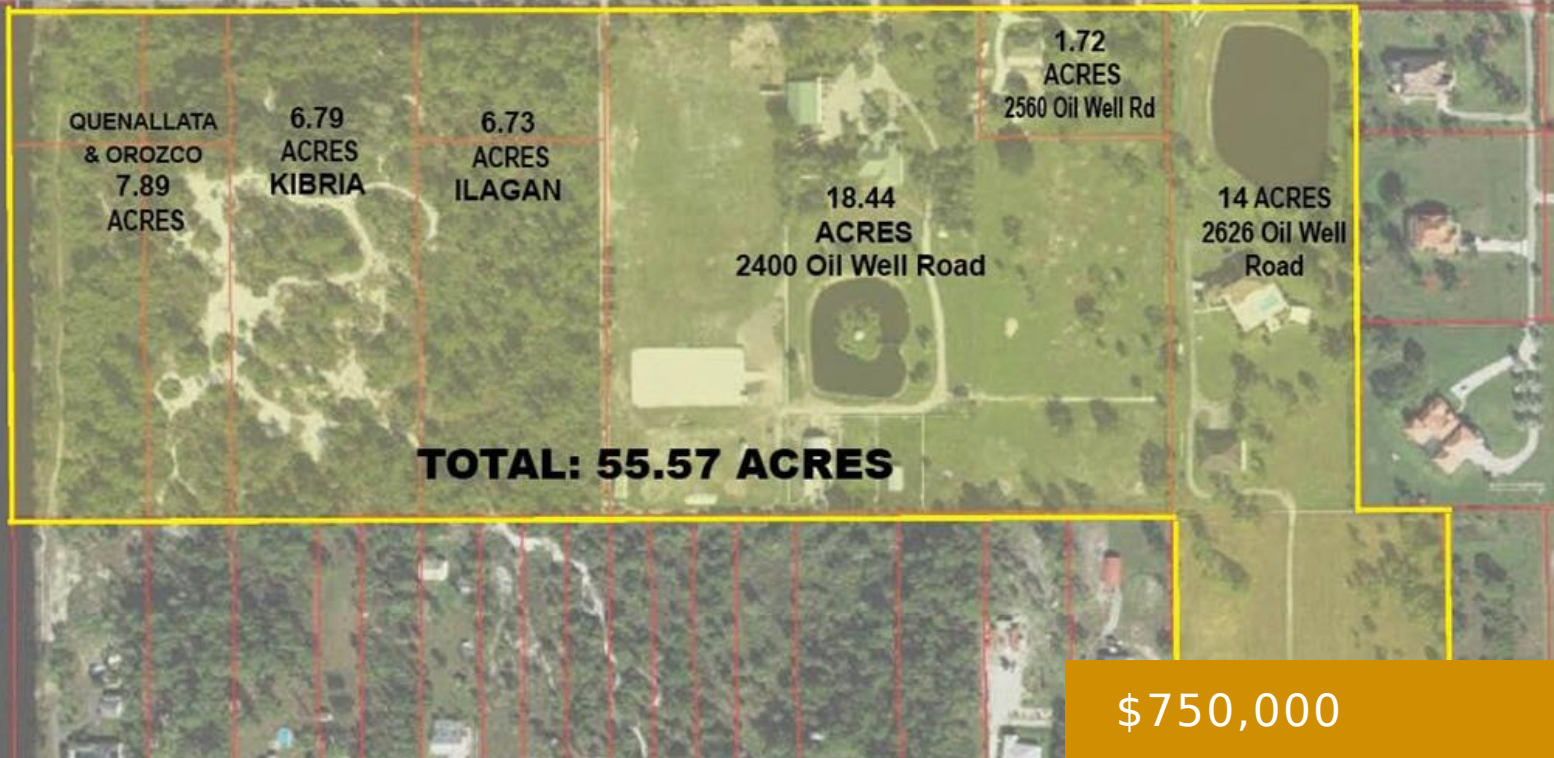 QUENALLATA
& OROZCO
7.89
ACRES
6.79
ACRES
KIBRIA
6.73
ACRES
ILAGAN
18.44
ACRES
2400 Oil Well Road
1.72
ACRES
2560 Oil Well Rd
14 ACRES
2626 Oil Well
Road
TOTAL: 55.57 ACRES
$750,000